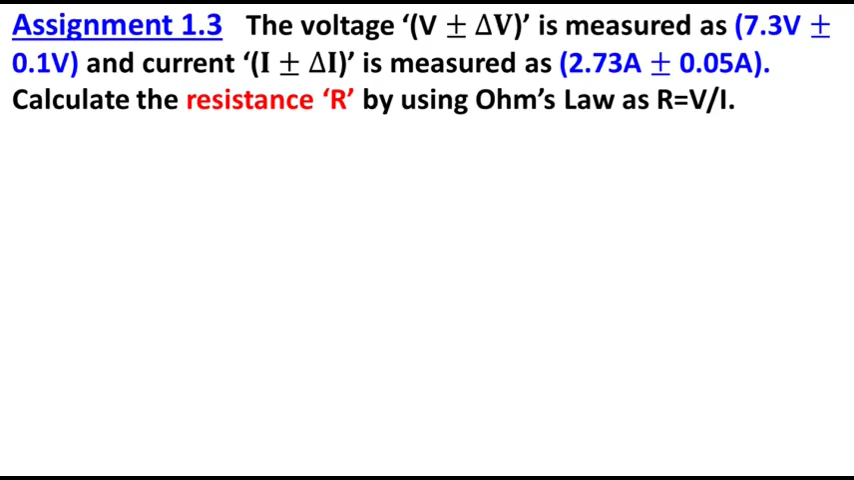 Assignment 1.3 The voltage ‘(V ± ΔV)’ is measured as (7.3V ±
0.1V) and current ‘(I ± ΔI)’ is measured as (2.73A ± 0.05A).
Calculate the resistance ‘R’ by using Ohm’s Law as R=V/I.